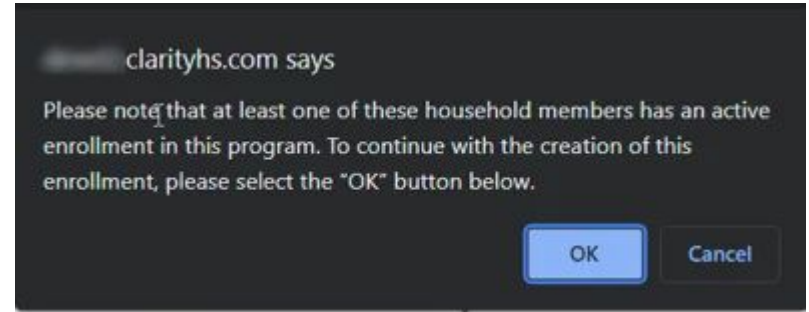 clarityhs.com says
Please note that at least one of these household members has an active
enrollment in this program. To continue with the creation of this
enrollment, please select the "OK" button below.
OK
Cancel